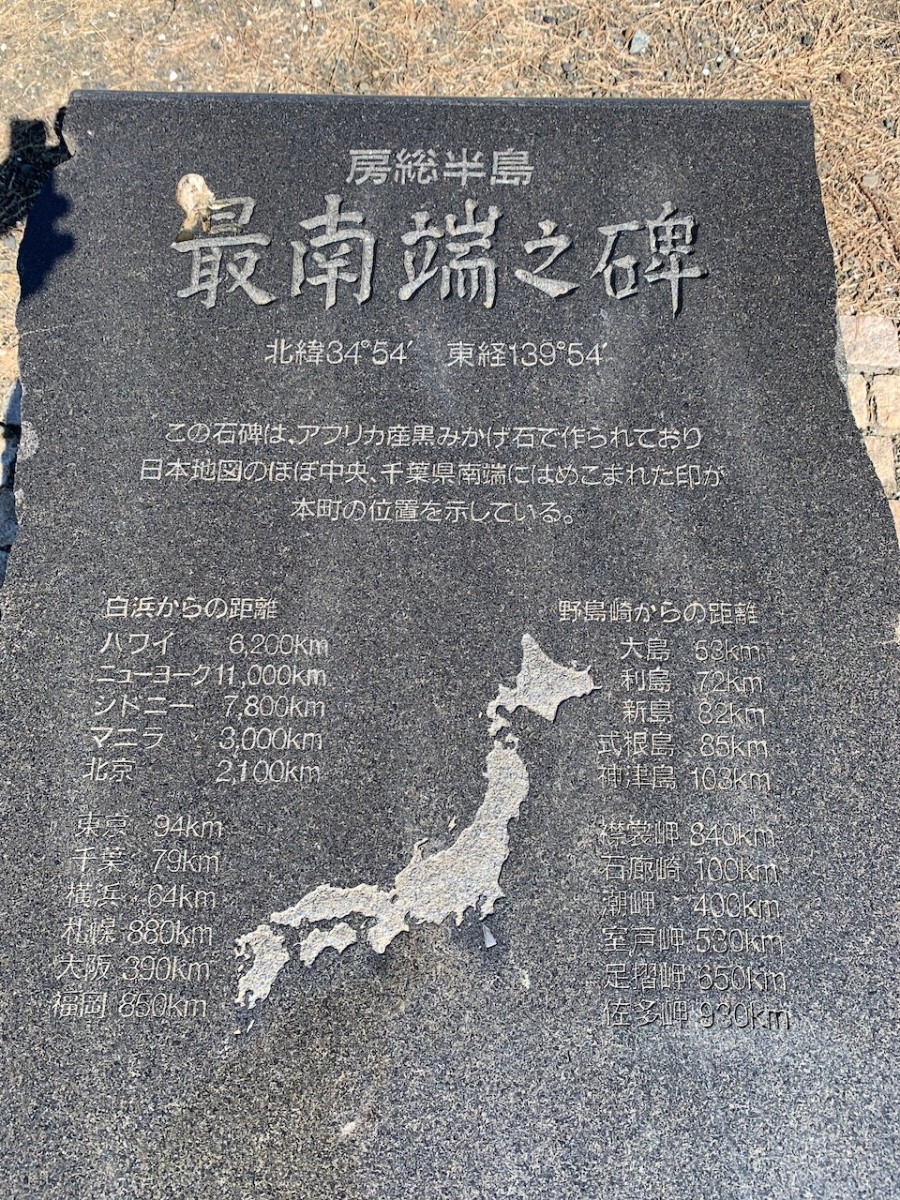 房総半島
最南端之碑
北緯34°54′ 東経139°54′
この石碑は、アフリカ産黒みかげ石で作られており
日本地図のほぼ中央、千葉県南端にはめこまれた印が
本町の位置を示している。
白浜からの距離
ハワイ 6,200km
ニューヨーク 11,000km
シドニー 7,800km
マニラ 3,000km
北京 2,100km
東京 94km
千葉 79km
横浜 64km
札幌 880km
大阪 390km
福岡 850km
野島崎からの距離
大島 53km
利島 72km
新島 82km
式根島 85km
神津島 103km
襟裳岬 840km
石廊崎 100km
潮岬 400km
室戸岬 530km
足摺岬 650km
佐多岬 930km